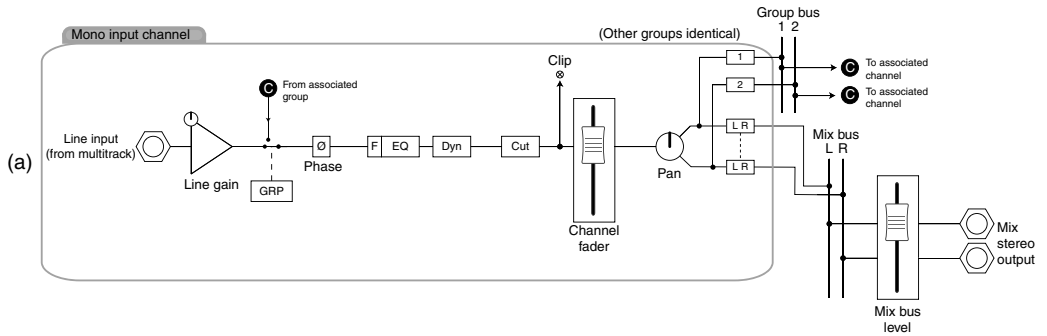 Group bus
1 2
Mono input channel
(Other groups identical)
Clip
C
From associated
group
1
C
To associated
channel
2
C
To associated
channel
Line input
(from multitrack)
Ø
F
EQ
Dyn
Cut
L R
Mix bus
L R
(a)
Line gain
Phase
Pan
L R
GRP
Channel
fader
Mix
stereo
output
Mix bus
level